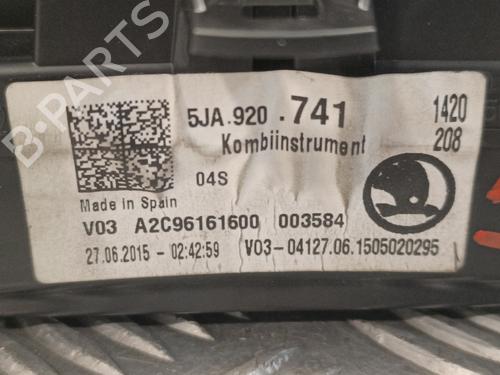 B-PARTS
5JA.920 .741 1420
Kombiinstrument 208
04S
Made in Spain
V03 A2C96161600 003584
27.06.2015 - 02:42:59 V03-04127.06.1505020295